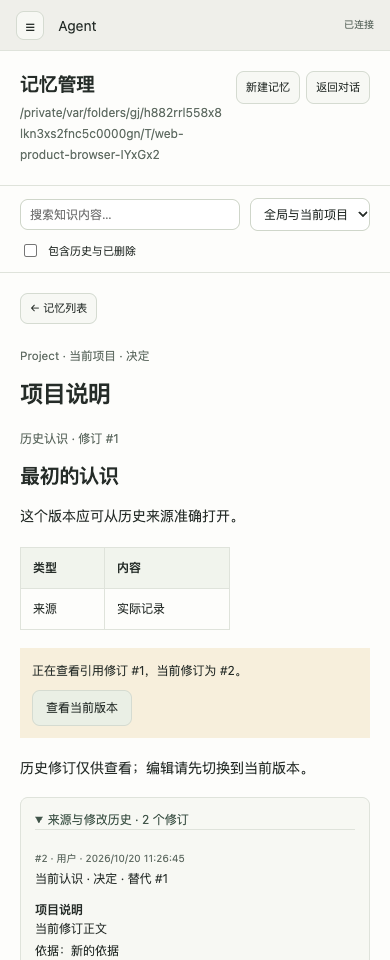 ≡
Agent
已连接
记忆管理
/private/var/folders/gj/h882rrl558x8
lkn3xs2fnc5c0000gn/T/web-
product-browser-IYxGx2
新建记忆
返回对话
搜索知识内容...
全局与当前项目
包含历史与已删除
← 记忆列表
Project · 当前项目 · 决定
项目说明
历史认识 · 修订 #1
最初的认识
这个版本应可从历史来源准确打开。
类型 内容
来源 实际记录
正在查看引用修订 #1，当前修订为 #2。
查看当前版本
历史修订仅供查看；编辑请先切换到当前版本。
▼ 来源与修改历史 · 2 个修订
#2 · 用户 · 2026/10/20 11:26:45
当前认识 · 决定 · 替代 #1
项目说明
当前修订正文
依据：新的依据